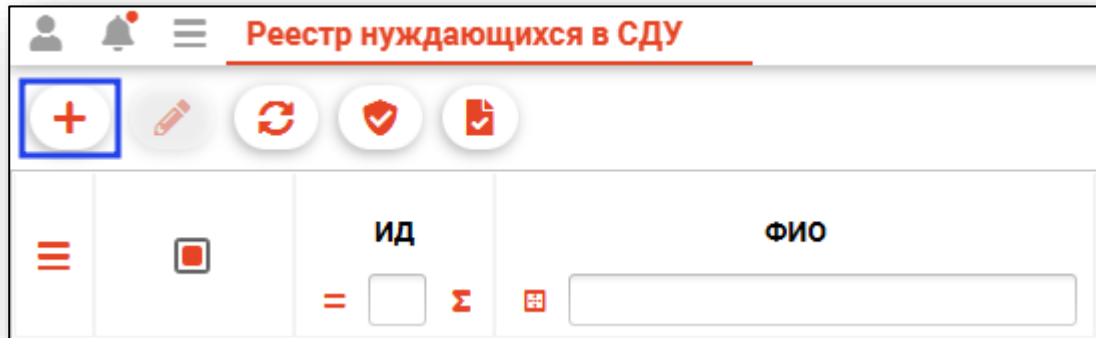 Реестр нуждающихся в СДУ
ИД ФИО
= Σ